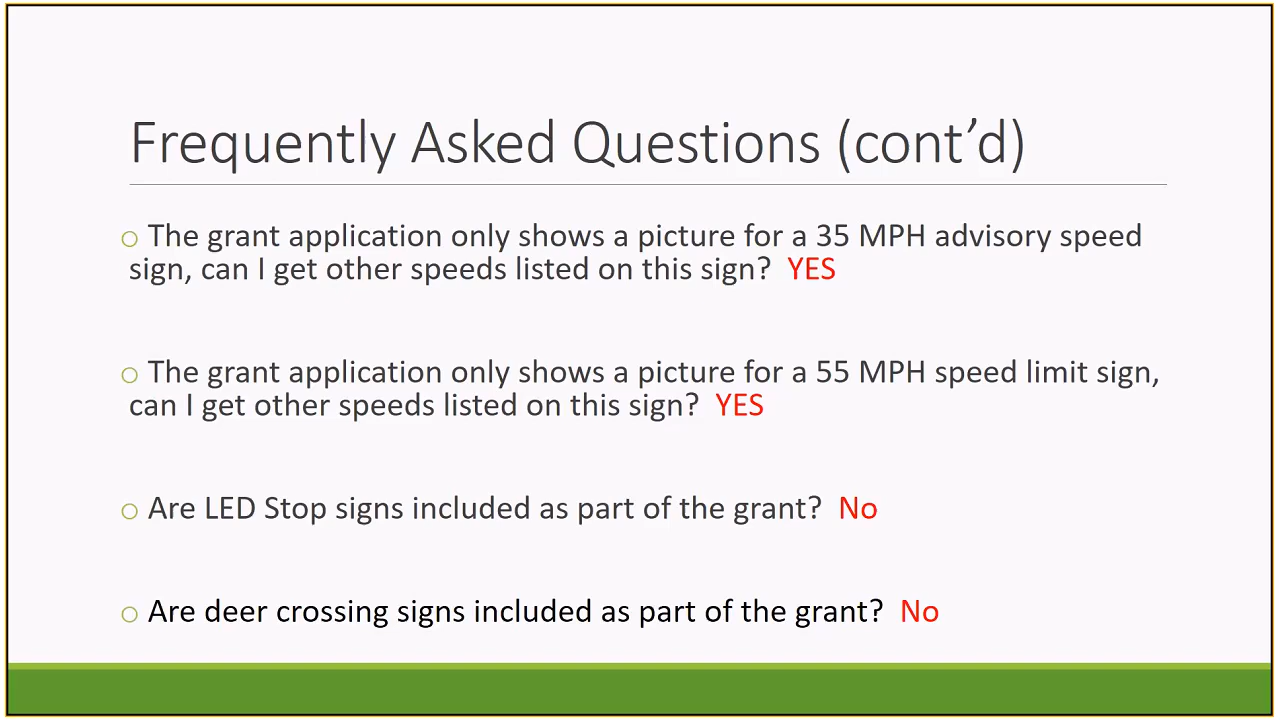 Frequently Asked Questions (cont’d)
o The grant application only shows a picture for a 35 MPH advisory speed
sign, can I get other speeds listed on this sign? YES
o The grant application only shows a picture for a 55 MPH speed limit sign,
can I get other speeds listed on this sign? YES
o Are LED Stop signs included as part of the grant? No
o Are deer crossing signs included as part of the grant? No